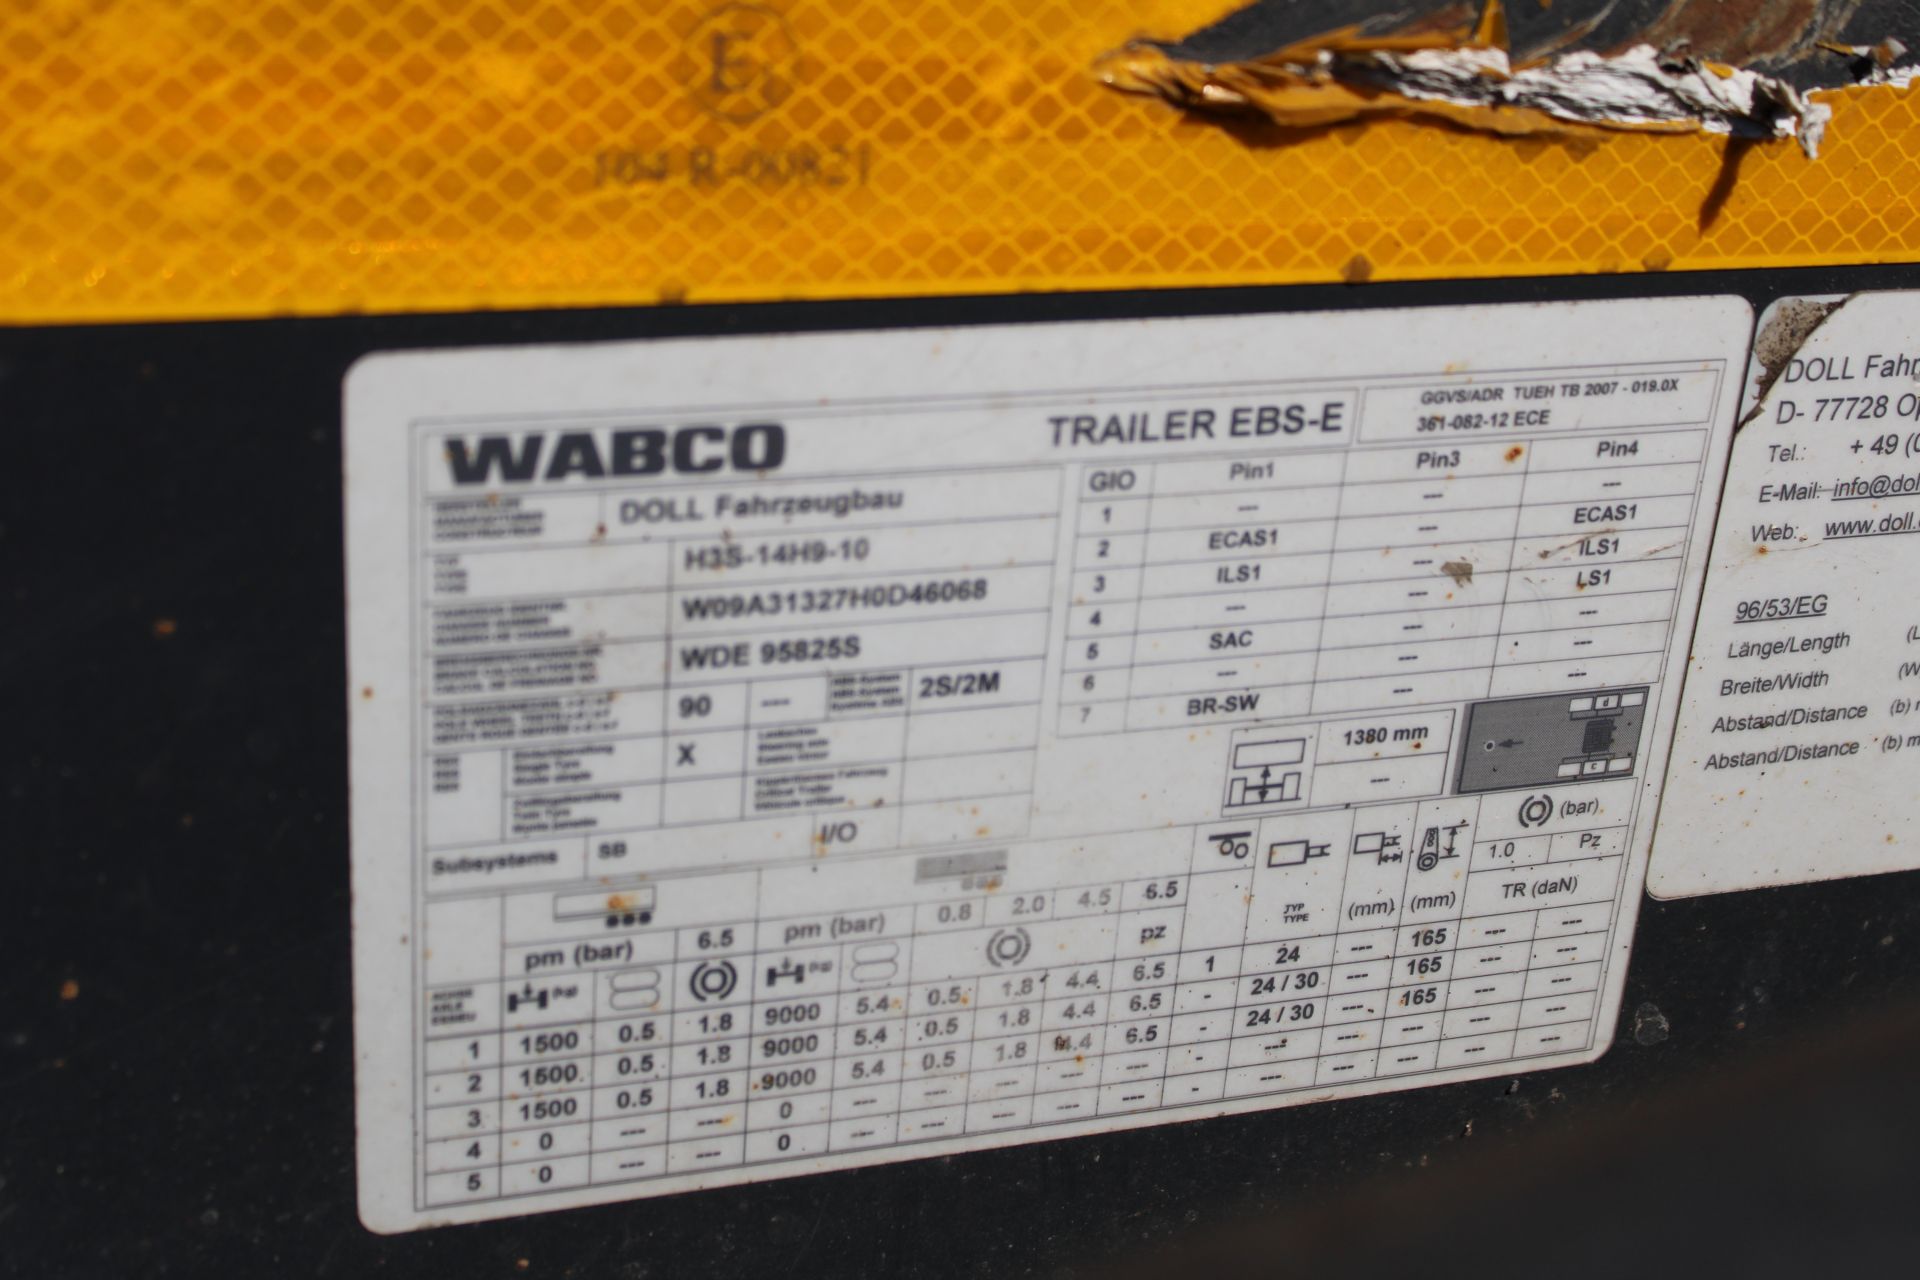 E1
104 R-00821
WABCO TRAILER EBS-E GGVS/ADR TUEH TB 2007 - 019.0X
361-082-12 ECE
DOLL Fahrzeugbau
H3S-14H9-10
W09A31327H0D46068
WDE 95825S
90 --- 2S/2M
X
Subsystems SB I/O
GIO Pin1 Pin3 Pin4
1 --- --- ---
2 ECAS1 --- ECAS1
3 ILS1 --- ILS1
4 --- --- LS1
5 SAC --- ---
6 --- --- ---
7 BR-SW --- ---
1380 mm
---
d
c
(bar)
1.0 Pz
TR (daN)
pm (bar) 6.5 pm (bar) 0.8 2.0 4.5 6.5
pz
TYP
TYPE
(mm) (mm)
1 1500 0.5 1.8 9000 5.4 0.5 1.8 4.4 6.5 1 24 --- 165 --- ---
2 1500 0.5 1.8 9000 5.4 0.5 1.8 4.4 6.5 - 24 / 30 --- 165 --- ---
3 1500 0.5 1.8 9000 5.4 0.5 1.8 4.4 6.5 - 24 / 30 --- 165 --- ---
4 0 --- --- 0 --- --- --- --- --- - --- --- --- --- ---
5 0 --- --- 0 --- --- --- --- --- - --- --- --- --- ---
DOLL Fahr
D- 77728 Op
Tel.: + 49 (0
E-Mail: info@dol
Web: www.doll.
96/53/EG
Länge/Length (L
Breite/Width (W
Abstand/Distance (b) m
Abstand/Distance (b) m